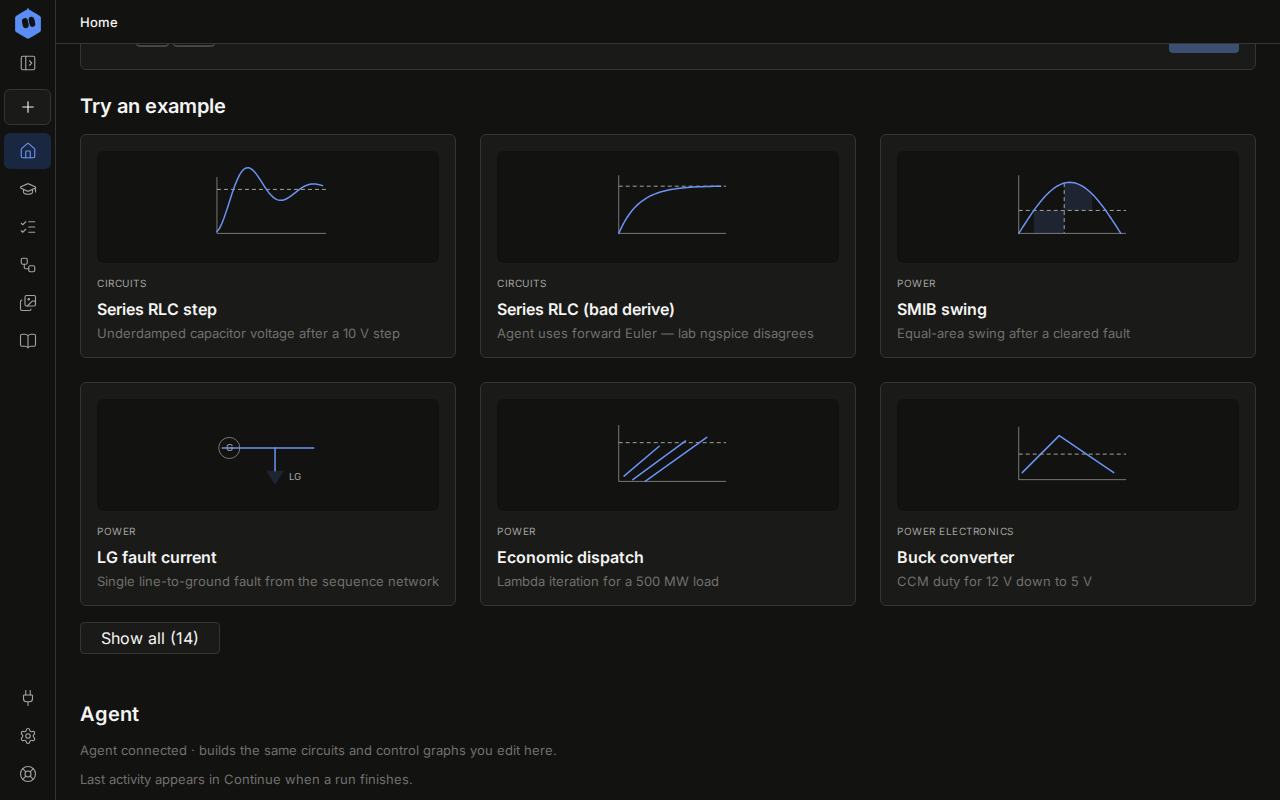 Home
Try an example
CIRCUITS
Series RLC step
Underdamped capacitor voltage after a 10 V step
CIRCUITS
Series RLC (bad derive)
Agent uses forward Euler — lab ngspice disagrees
POWER
SMIB swing
Equal-area swing after a cleared fault
G
LG
POWER
LG fault current
Single line-to-ground fault from the sequence network
POWER
Economic dispatch
Lambda iteration for a 500 MW load
POWER ELECTRONICS
Buck converter
CCM duty for 12 V down to 5 V
Show all (14)
Agent
Agent connected · builds the same circuits and control graphs you edit here.
Last activity appears in Continue when a run finishes.